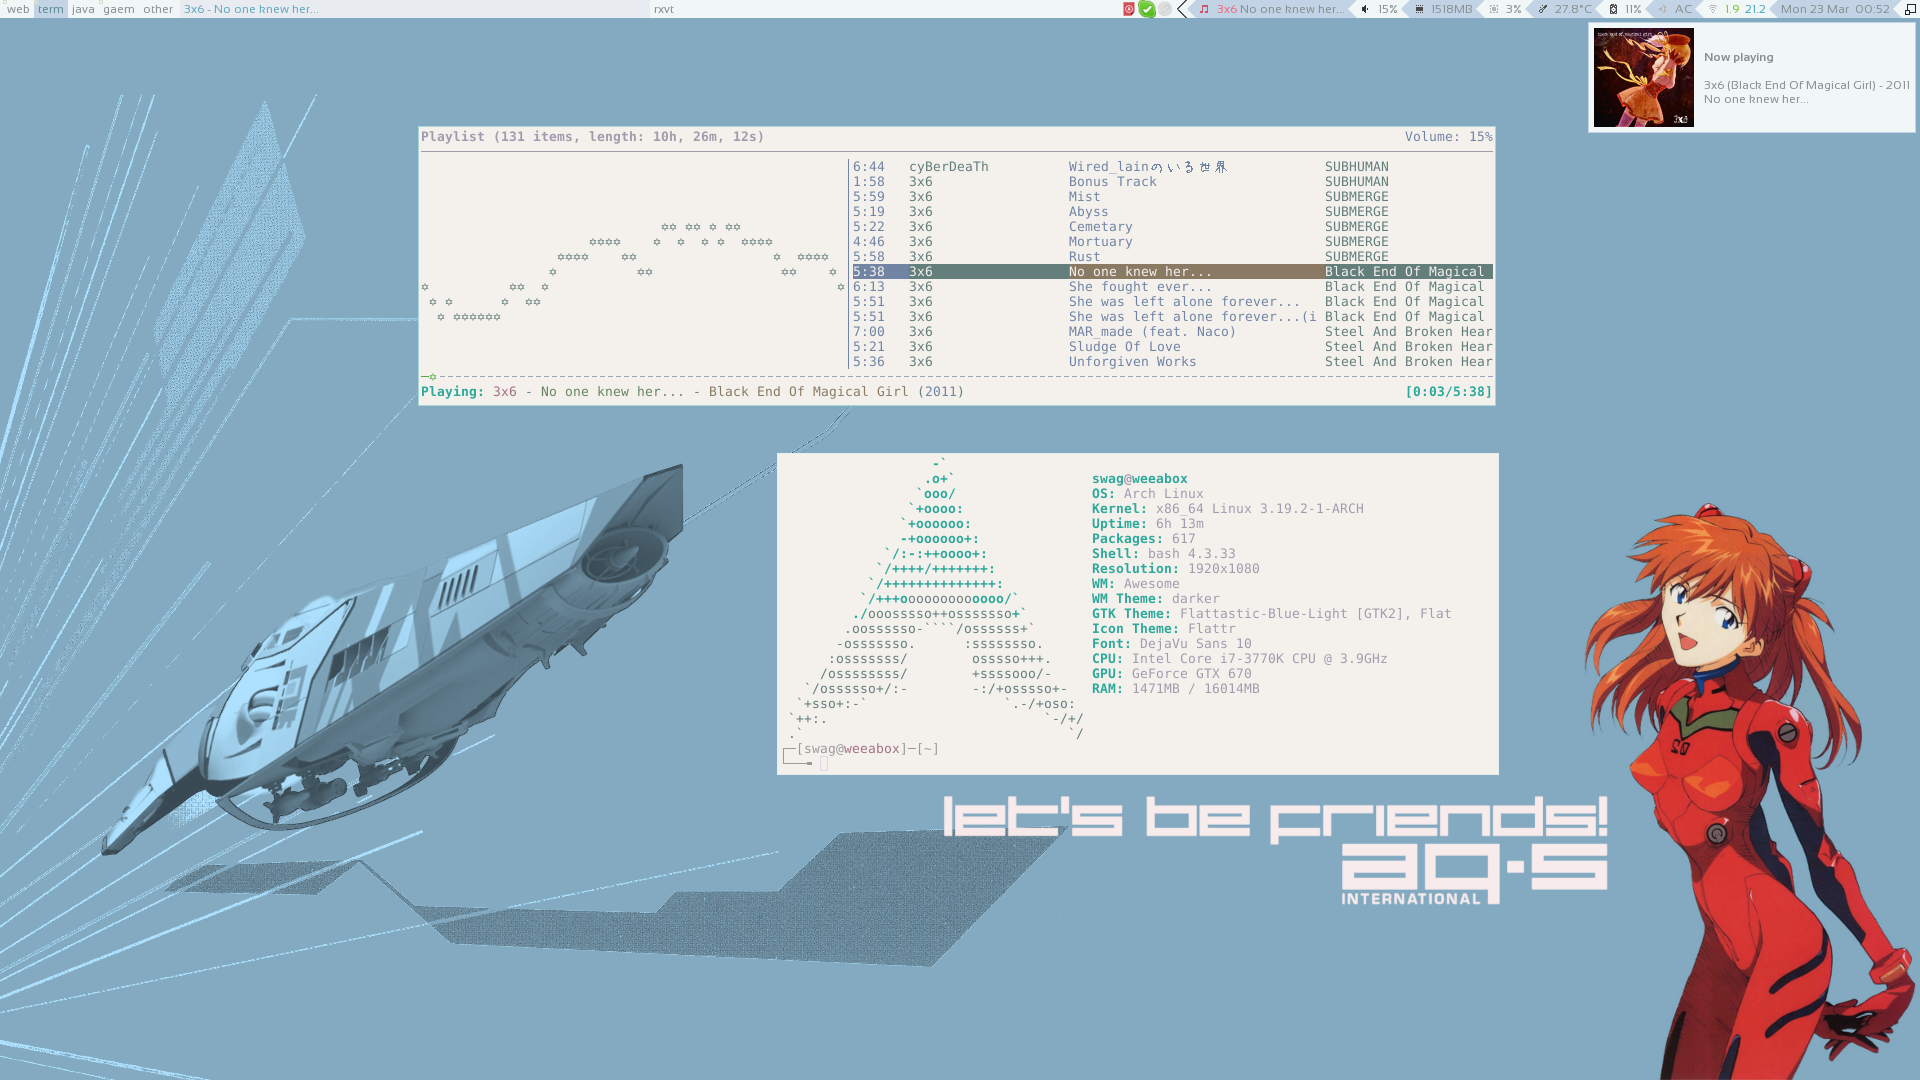 web term java gaem other 3x6 - No one knew her... rxvt 3x6 No one knew her... 15% 1518MB 3% 27.8°C 11% AC 1.9 21.2 Mon 23 Mar 00:52
Now playing
3x6 (Black End Of Magical Girl) - 2011
No one knew her...
Playlist (131 items, length: 10h, 26m, 12s) Volume: 15%
6:44 cyBerDeaTh Wired_lainのいる世界 SUBHUMAN
1:58 3x6 Bonus Track SUBHUMAN
5:59 3x6 Mist SUBMERGE
5:19 3x6 Abyss SUBMERGE
5:22 3x6 Cemetary SUBMERGE
4:46 3x6 Mortuary SUBMERGE
5:58 3x6 Rust SUBMERGE
5:38 3x6 No one knew her... Black End Of Magical
6:13 3x6 She fought ever... Black End Of Magical
5:51 3x6 She was left alone forever... Black End Of Magical
5:51 3x6 She was left alone forever...(i Black End Of Magical
7:00 3x6 MAR_made (feat. Naco) Steel And Broken Hear
5:21 3x6 Sludge Of Love Steel And Broken Hear
5:36 3x6 Unforgiven Works Steel And Broken Hear
Playing: 3x6 - No one knew her... - Black End Of Magical Girl (2011) [0:03/5:38]
swag@weeabox
OS: Arch Linux
Kernel: x86_64 Linux 3.19.2-1-ARCH
Uptime: 6h 13m
Packages: 617
Shell: bash 4.3.33
Resolution: 1920x1080
WM: Awesome
WM Theme: darker
GTK Theme: Flattastic-Blue-Light [GTK2], Flat
Icon Theme: Flattr
Font: DejaVu Sans 10
CPU: Intel Core i7-3770K CPU @ 3.9GHz
GPU: GeForce GTX 670
RAM: 1471MB / 16014MB
[swag@weeabox]─[~]
let's be friends!
aq·s
INTERNATIONAL
02